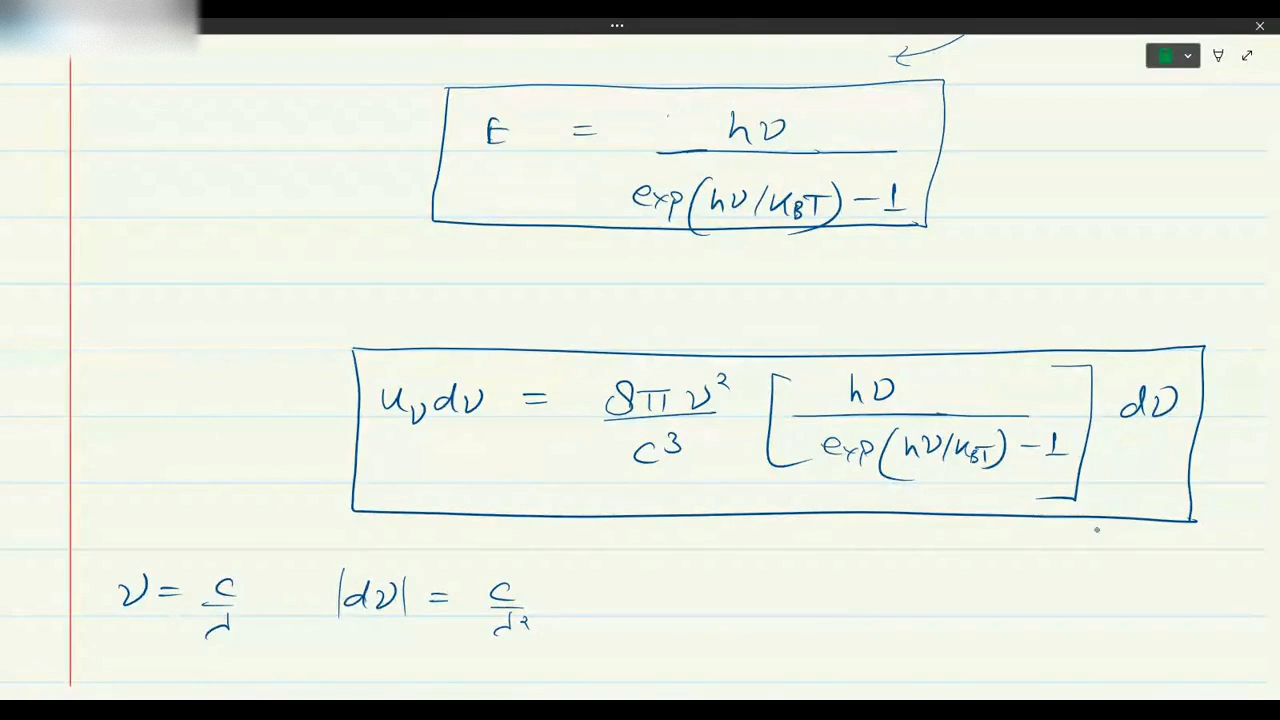 E = hν / exp(hν/k_BT) − 1
u_ν dν = 8πν² / c³ [ hν / exp(hν/k_BT) − 1 ] dν
ν = c/λ |dν| = c/λ²